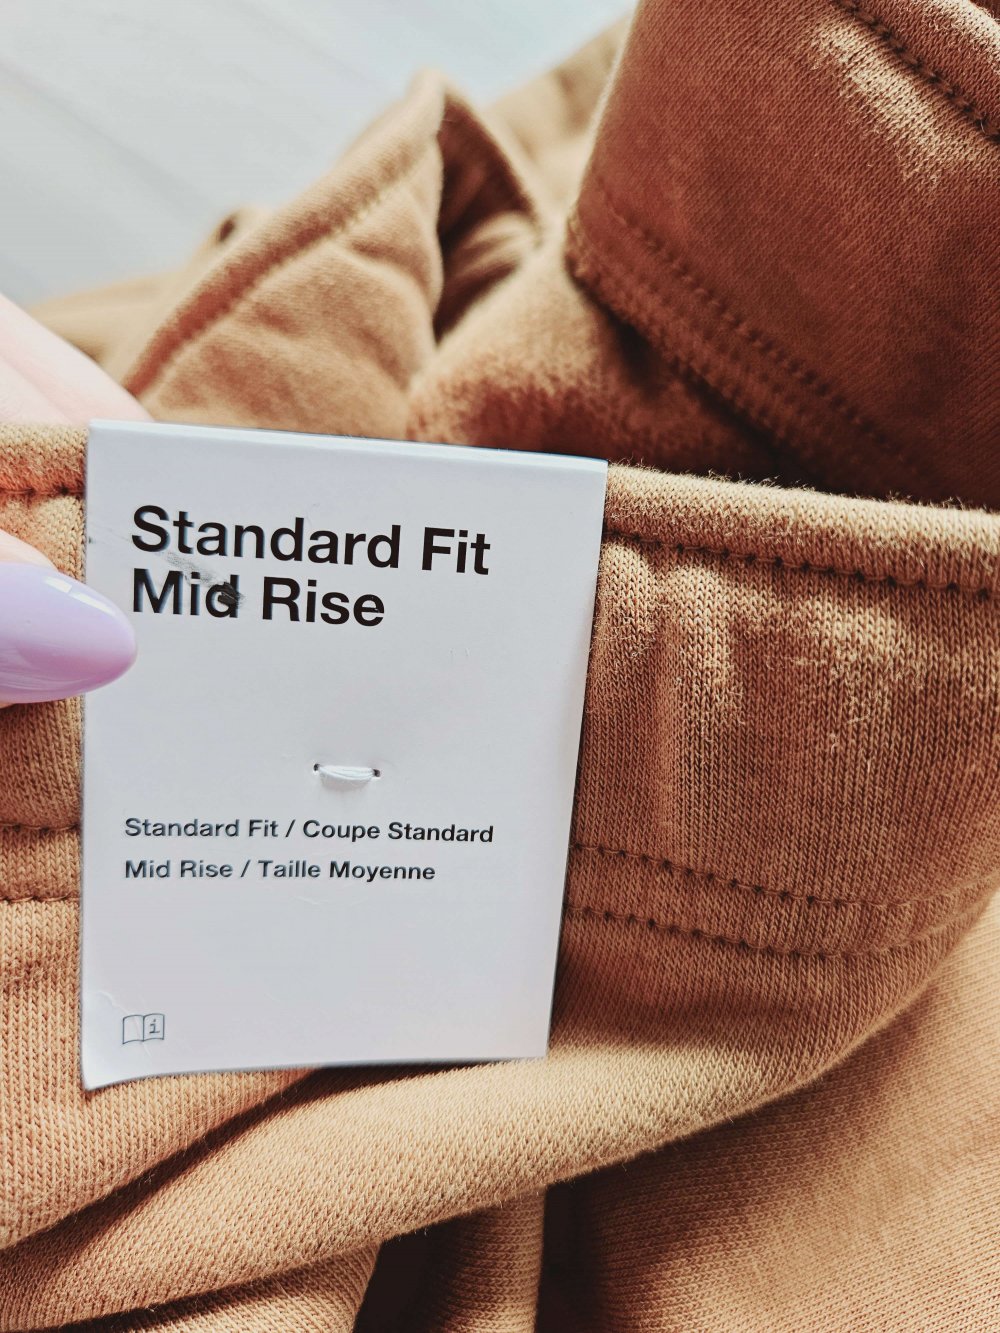 Standard Fit
Mid Rise
Standard Fit / Coupe Standard
Mid Rise / Taille Moyenne
i